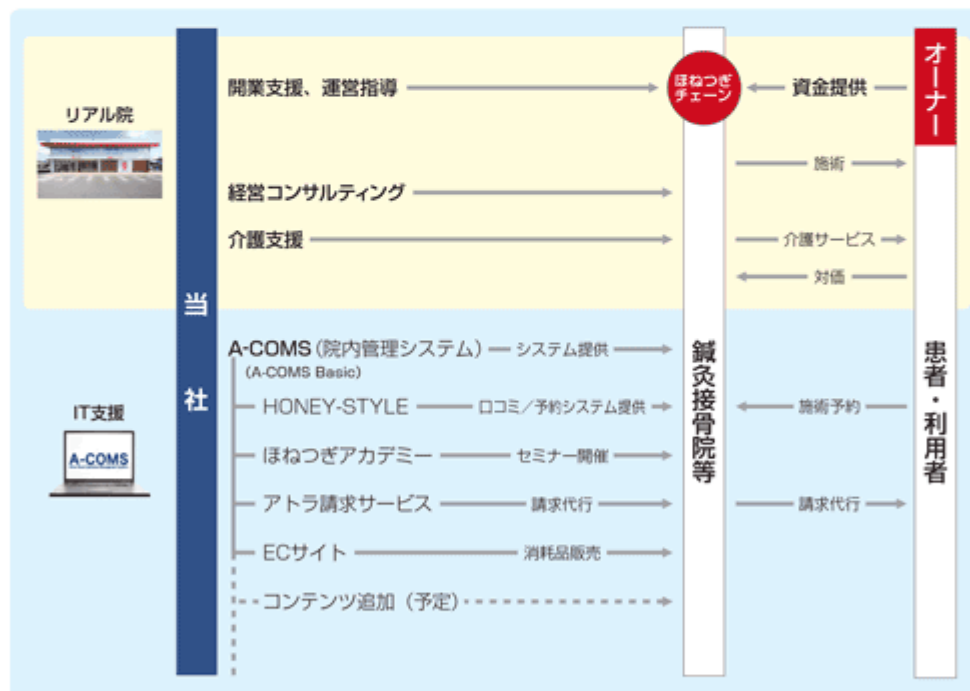 オーナー
開業支援、運営指導
ほねつぎ
チェーン
資金提供
リアル院
施術
経営コンサルティング
介護支援
介護サービス
対価
当社
A-COMS（院内管理システム）
システム提供
(A-COMS Basic)
鍼灸接骨院等
患者・利用者
IT支援
A-COMS
HONEY-STYLE
口コミ／予約システム提供
施術予約
ほねつぎアカデミー
セミナー開催
アトラ請求サービス
請求代行
請求代行
ECサイト
消耗品販売
コンテンツ追加（予定）